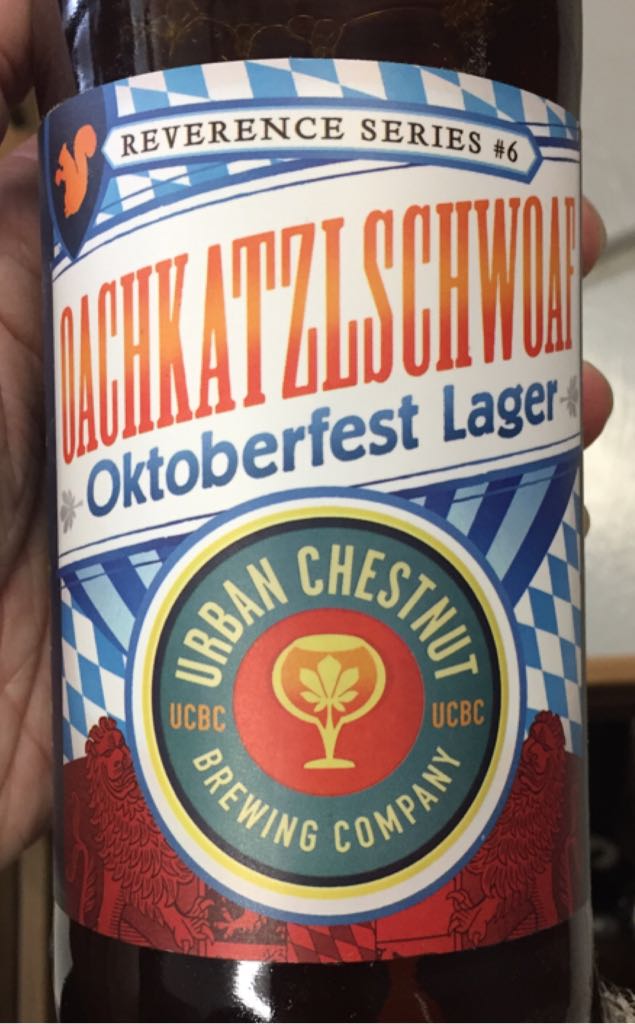 REVERENCE SERIES #6
OACHKATZLSCHWOAF
Oktoberfest Lager
URBAN CHESTNUT
UCBC UCBC
BREWING COMPANY